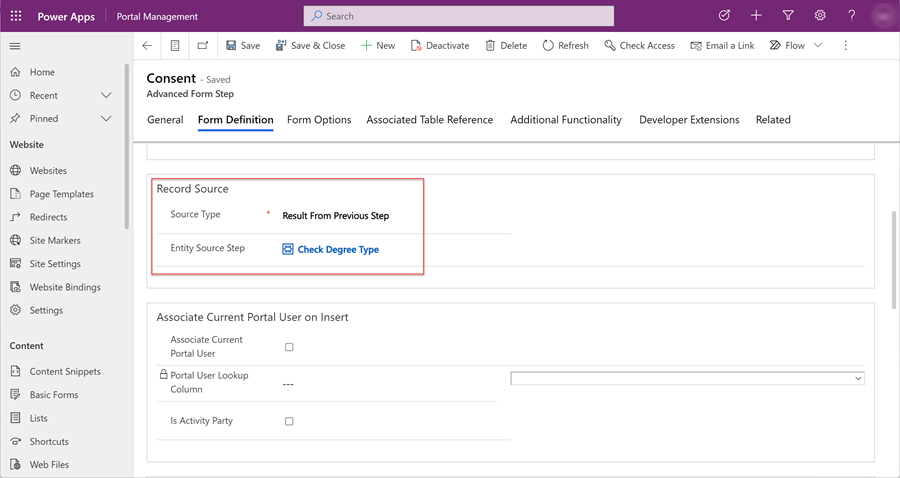 Power Apps
Portal Management
Search
?
Save
Save & Close
New
Deactivate
Delete
Refresh
Check Access
Email a Link
Flow
Home
Recent
Pinned
Website
Websites
Page Templates
Redirects
Site Markers
Site Settings
Website Bindings
Settings
Content
Content Snippets
Basic Forms
Lists
Shortcuts
Web Files
Consent - Saved
Advanced Form Step
General
Form Definition
Form Options
Associated Table Reference
Additional Functionality
Developer Extensions
Related
Record Source
Source Type * Result From Previous Step
Entity Source Step Check Degree Type
Associate Current Portal User on Insert
Associate Current
Portal User
Portal User Lookup
Column ---
Is Activity Party